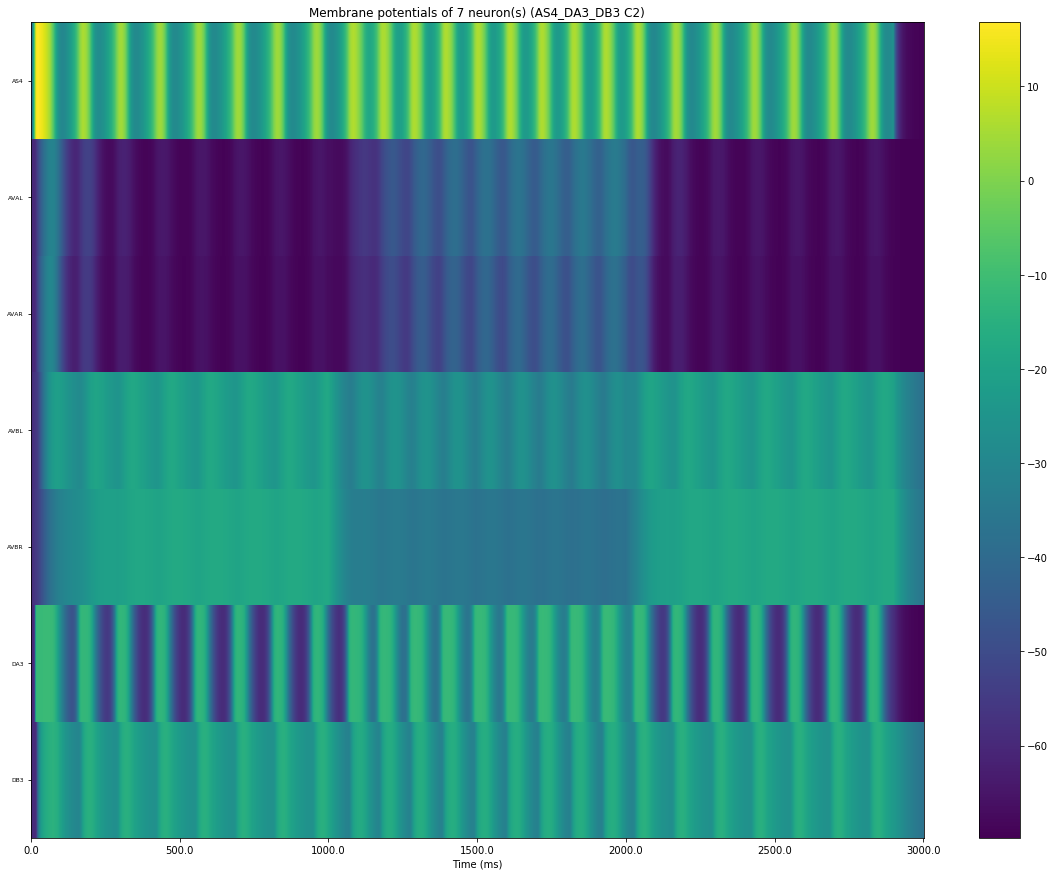 Membrane potentials of 7 neuron(s) (AS4_DA3_DB3 C2)
AS4
AVAL
AVAR
AVBL
AVBR
DA3
DB3
0.0 500.0 1000.0 1500.0 2000.0 2500.0 3000.0
Time (ms)
10
0
−10
−20
−30
−40
−50
−60